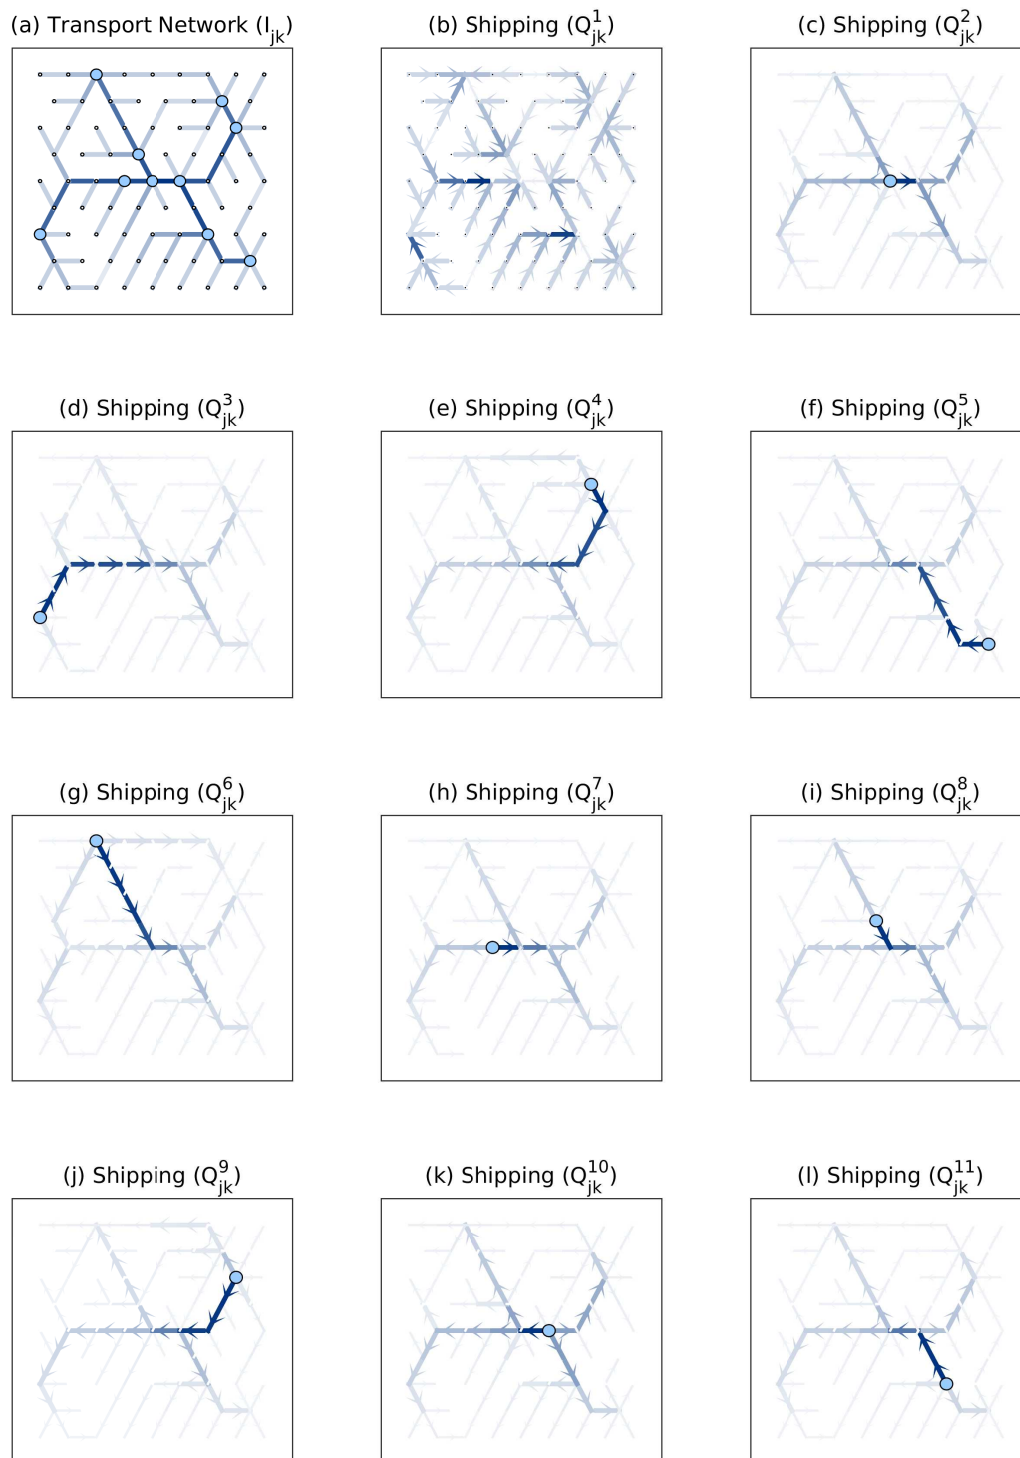 (a) Transport Network (I_jk)
(b) Shipping (Q^1_jk)
(c) Shipping (Q^2_jk)
(d) Shipping (Q^3_jk)
(e) Shipping (Q^4_jk)
(f) Shipping (Q^5_jk)
(g) Shipping (Q^6_jk)
(h) Shipping (Q^7_jk)
(i) Shipping (Q^8_jk)
(j) Shipping (Q^9_jk)
(k) Shipping (Q^10_jk)
(l) Shipping (Q^11_jk)